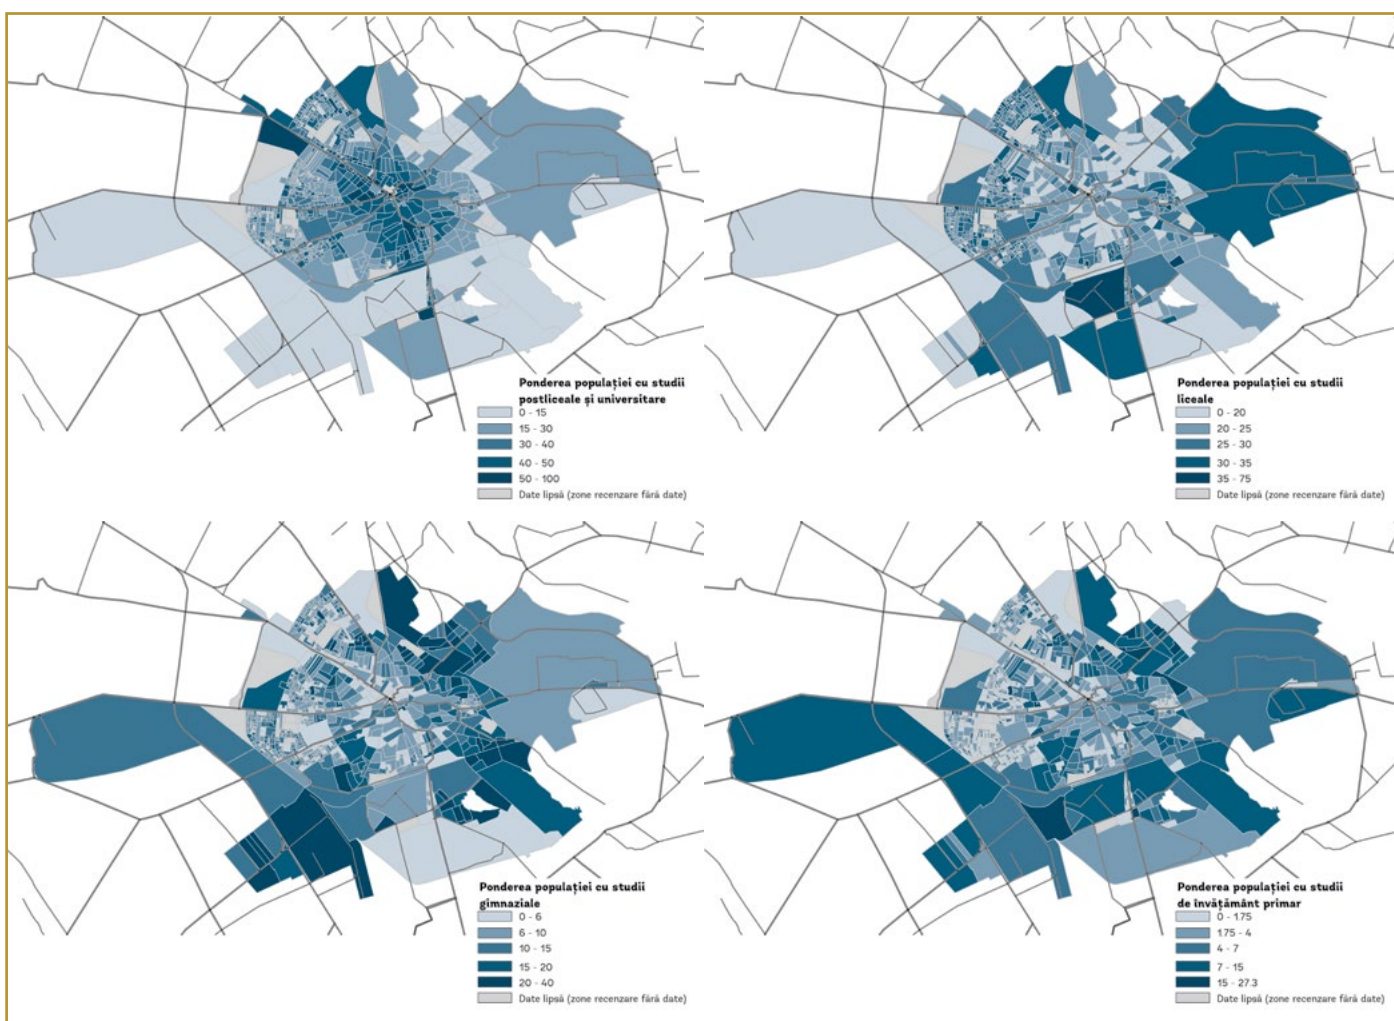 Ponderea populației cu studii
postliceale și universitare
0 - 15
15 - 30
30 - 40
40 - 50
50 - 100
Date lipsă (zone recenzare fără date)
Ponderea populației cu studii
liceale
0 - 20
20 - 25
25 - 30
30 - 35
35 - 75
Date lipsă (zone recenzare fără date)
Ponderea populației cu studii
gimnaziale
0 - 6
6 - 10
10 - 15
15 - 20
20 - 40
Date lipsă (zone recenzare fără date)
Ponderea populației cu studii
de învățământ primar
0 - 1.75
1.75 - 4
4 - 7
7 - 15
15 - 27.3
Date lipsă (zone recenzare fără date)